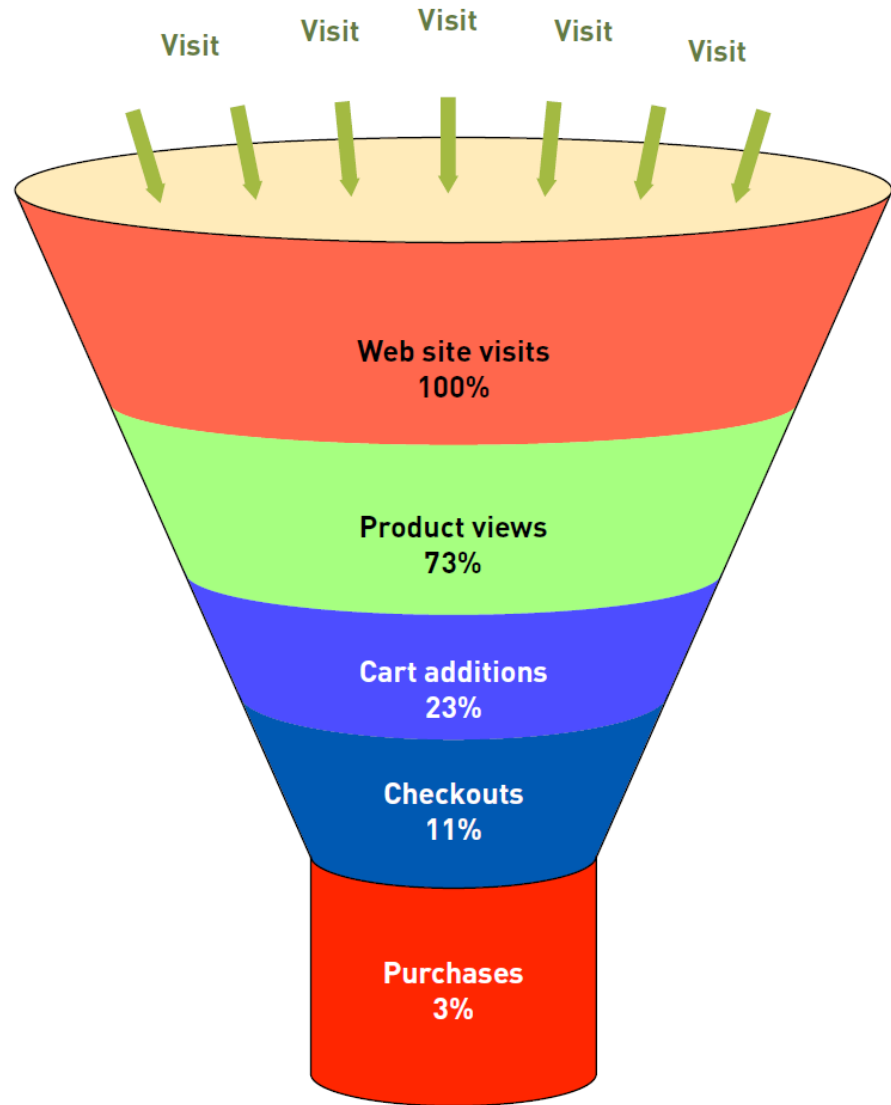 Visit
Visit
Visit
Visit
Visit
Web site visits
100%
Product views
73%
Cart additions
23%
Checkouts
11%
Purchases
3%